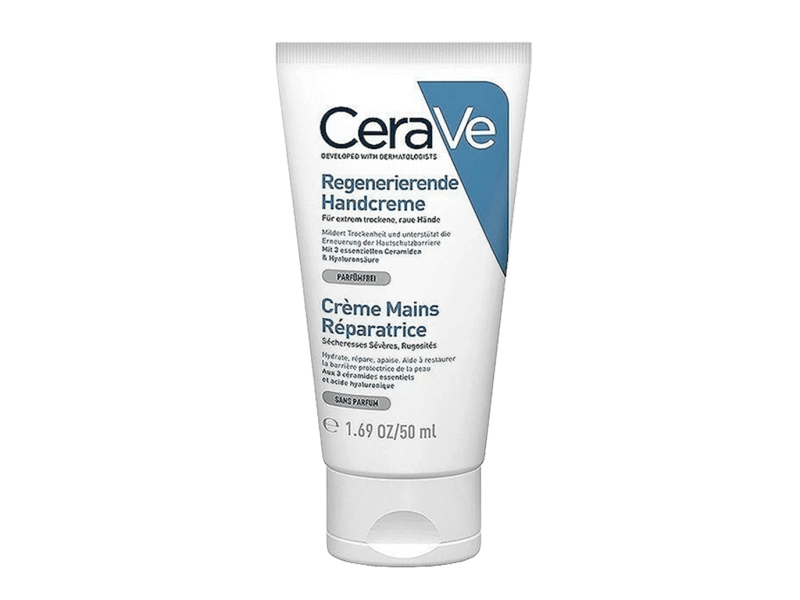 CeraVe
DEVELOPED WITH DERMATOLOGISTS
Regenerierende
Handcreme
Für extrem trockene, raue Hände
Mildert Trockenheit und unterstützt die
Erneuerung der Hautschutzbarriere
Mit 3 essenziellen Ceramiden
& Hyaluronsäure
PARFÜMFREI
Crème Mains
Réparatrice
Sécheresses Sévères, Rugosités
Hydrate, répare, apaise. Aide à restaurer
la barrière protectrice de la peau
Aux 3 céramides essentiels
et acide hyaluronique
SANS PARFUM
℮ 1.69 OZ/50 ml